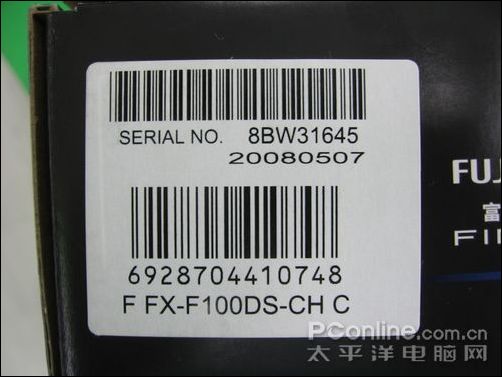 SERIAL NO. 8BW31645
20080507
6928704410748
F FX-F100DS-CH C
FUJ
富
FI
PConline.com.cn
太平洋电脑网